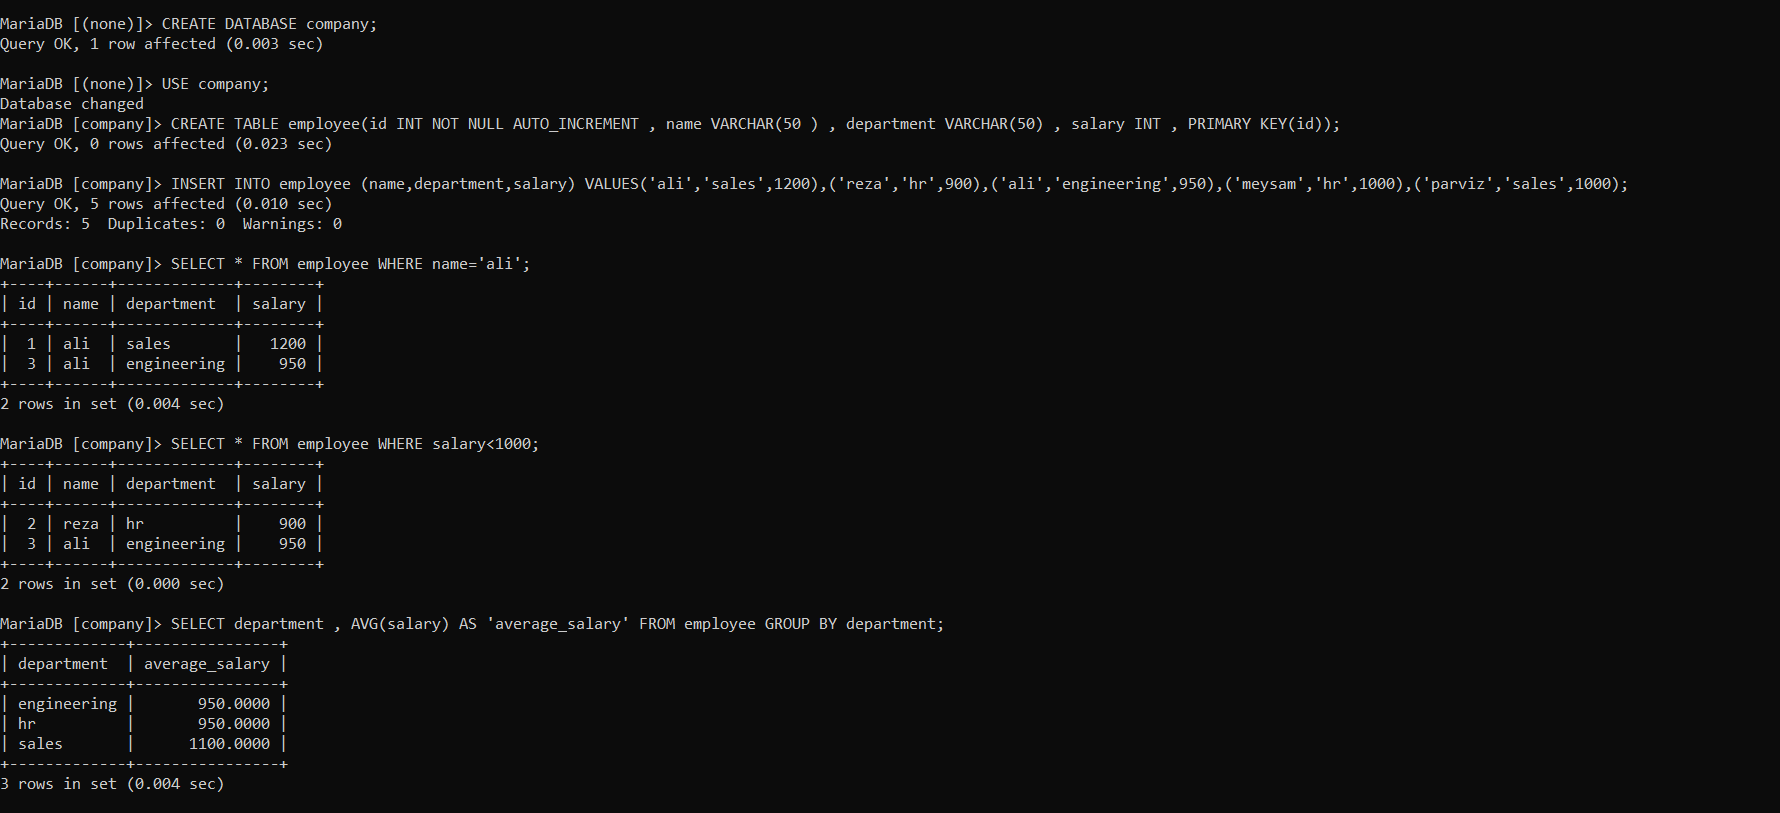 MariaDB [(none)]> CREATE DATABASE company;
Query OK, 1 row affected (0.003 sec)

MariaDB [(none)]> USE company;
Database changed
MariaDB [company]> CREATE TABLE employee(id INT NOT NULL AUTO_INCREMENT , name VARCHAR(50 ) , department VARCHAR(50) , salary INT , PRIMARY KEY(id));
Query OK, 0 rows affected (0.023 sec)

MariaDB [company]> INSERT INTO employee (name,department,salary) VALUES('ali','sales',1200),('reza','hr',900),('ali','engineering',950),('meysam','hr',1000),('parviz','sales',1000);
Query OK, 5 rows affected (0.010 sec)
Records: 5  Duplicates: 0  Warnings: 0

MariaDB [company]> SELECT * FROM employee WHERE name='ali';
+----+------+-------------+--------+
| id | name | department  | salary |
+----+------+-------------+--------+
|  1 | ali  | sales       |   1200 |
|  3 | ali  | engineering |    950 |
+----+------+-------------+--------+
2 rows in set (0.004 sec)

MariaDB [company]> SELECT * FROM employee WHERE salary<1000;
+----+------+-------------+--------+
| id | name | department  | salary |
+----+------+-------------+--------+
|  2 | reza | hr          |    900 |
|  3 | ali  | engineering |    950 |
+----+------+-------------+--------+
2 rows in set (0.000 sec)

MariaDB [company]> SELECT department , AVG(salary) AS 'average_salary' FROM employee GROUP BY department;
+-------------+----------------+
| department  | average_salary |
+-------------+----------------+
| engineering |       950.0000 |
| hr          |       950.0000 |
| sales       |      1100.0000 |
+-------------+----------------+
3 rows in set (0.004 sec)